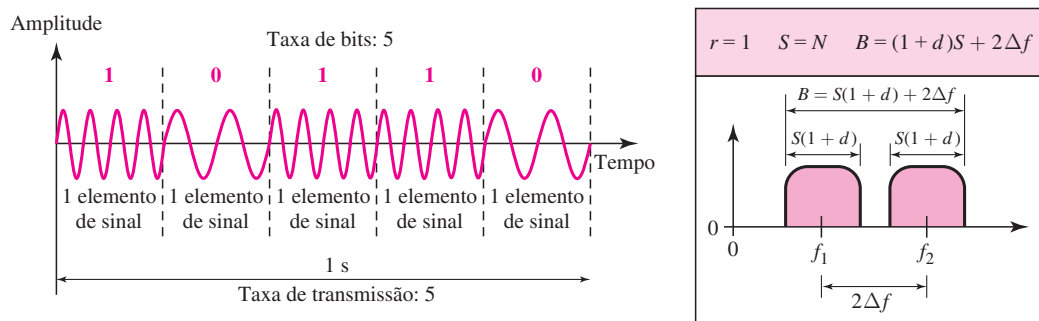 Amplitude
Taxa de bits: 5
1 0 1 1 0
Tempo
1 elemento de sinal
1 elemento de sinal
1 elemento de sinal
1 elemento de sinal
1 elemento de sinal
1 s
Taxa de transmissão: 5
r = 1 S = N B = (1 + d)S + 2Δf
B = S(1 + d) + 2Δf
S(1 + d) S(1 + d)
0
0 f₁ f₂
2Δf